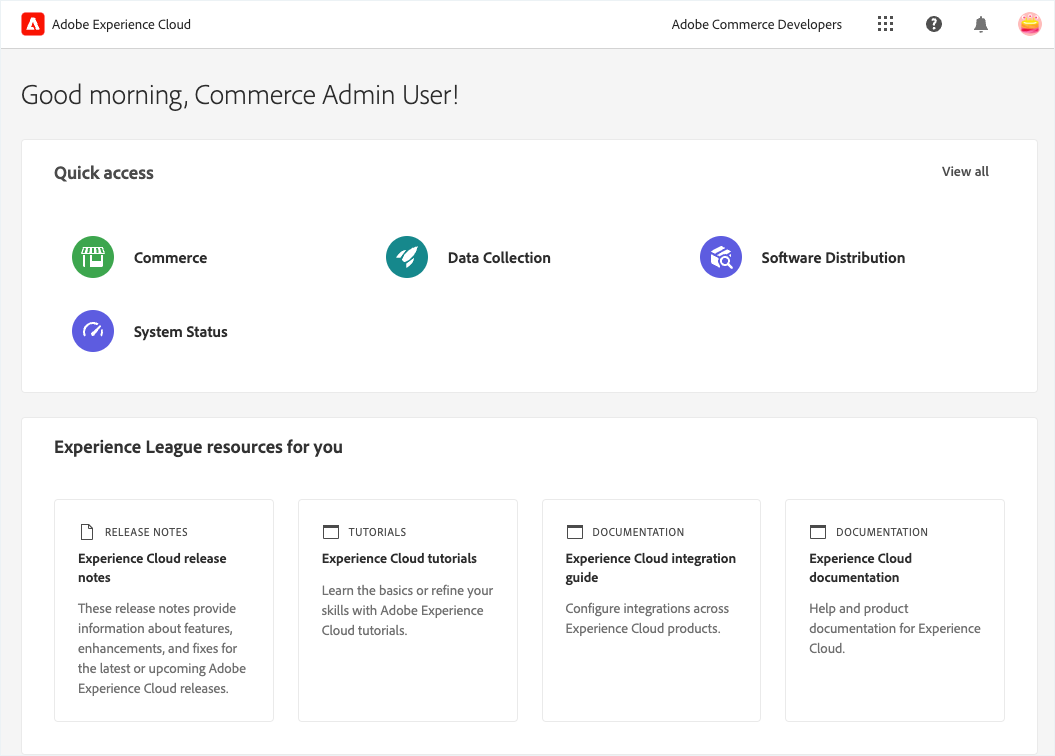 Adobe Experience Cloud
Adobe Commerce Developers
Good morning, Commerce Admin User!
Quick access
View all
Commerce
Data Collection
Software Distribution
System Status
Experience League resources for you
RELEASE NOTES
Experience Cloud release
notes
These release notes provide
information about features,
enhancements, and fixes for
the latest or upcoming Adobe
Experience Cloud releases.
TUTORIALS
Experience Cloud tutorials
Learn the basics or refine your
skills with Adobe Experience
Cloud tutorials.
DOCUMENTATION
Experience Cloud integration
guide
Configure integrations across
Experience Cloud products.
DOCUMENTATION
Experience Cloud
documentation
Help and product
documentation for Experience
Cloud.